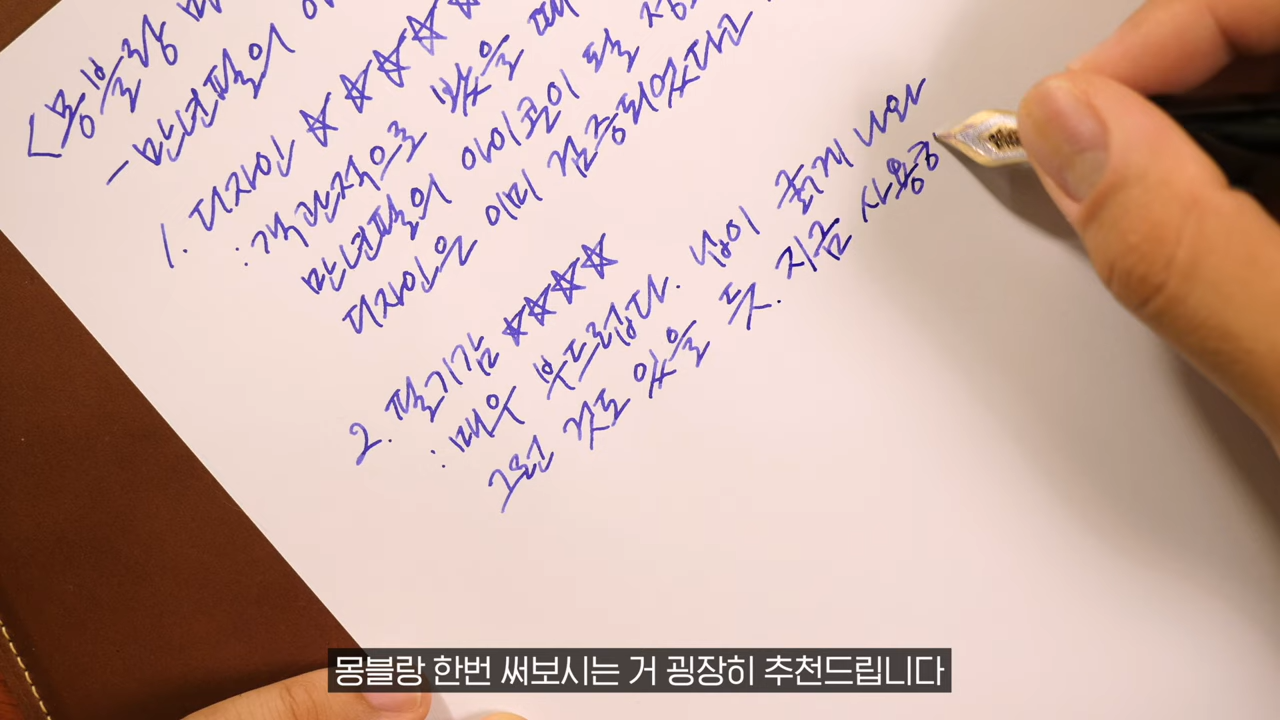 <몽블랑
- 만년필의
1. 디자인 ★★★★★
: 객관적으로 봤을 때
만년필의 아이콘이 될 정
디자인은 이미 검증되었다고
2. 필기감 ★★★★
: 매우 부드럽다. 닙이 굵게 나와
그런 것도 있을 듯. 지금 사용
몽블랑 한번 써보시는 거 굉장히 추천드립니다